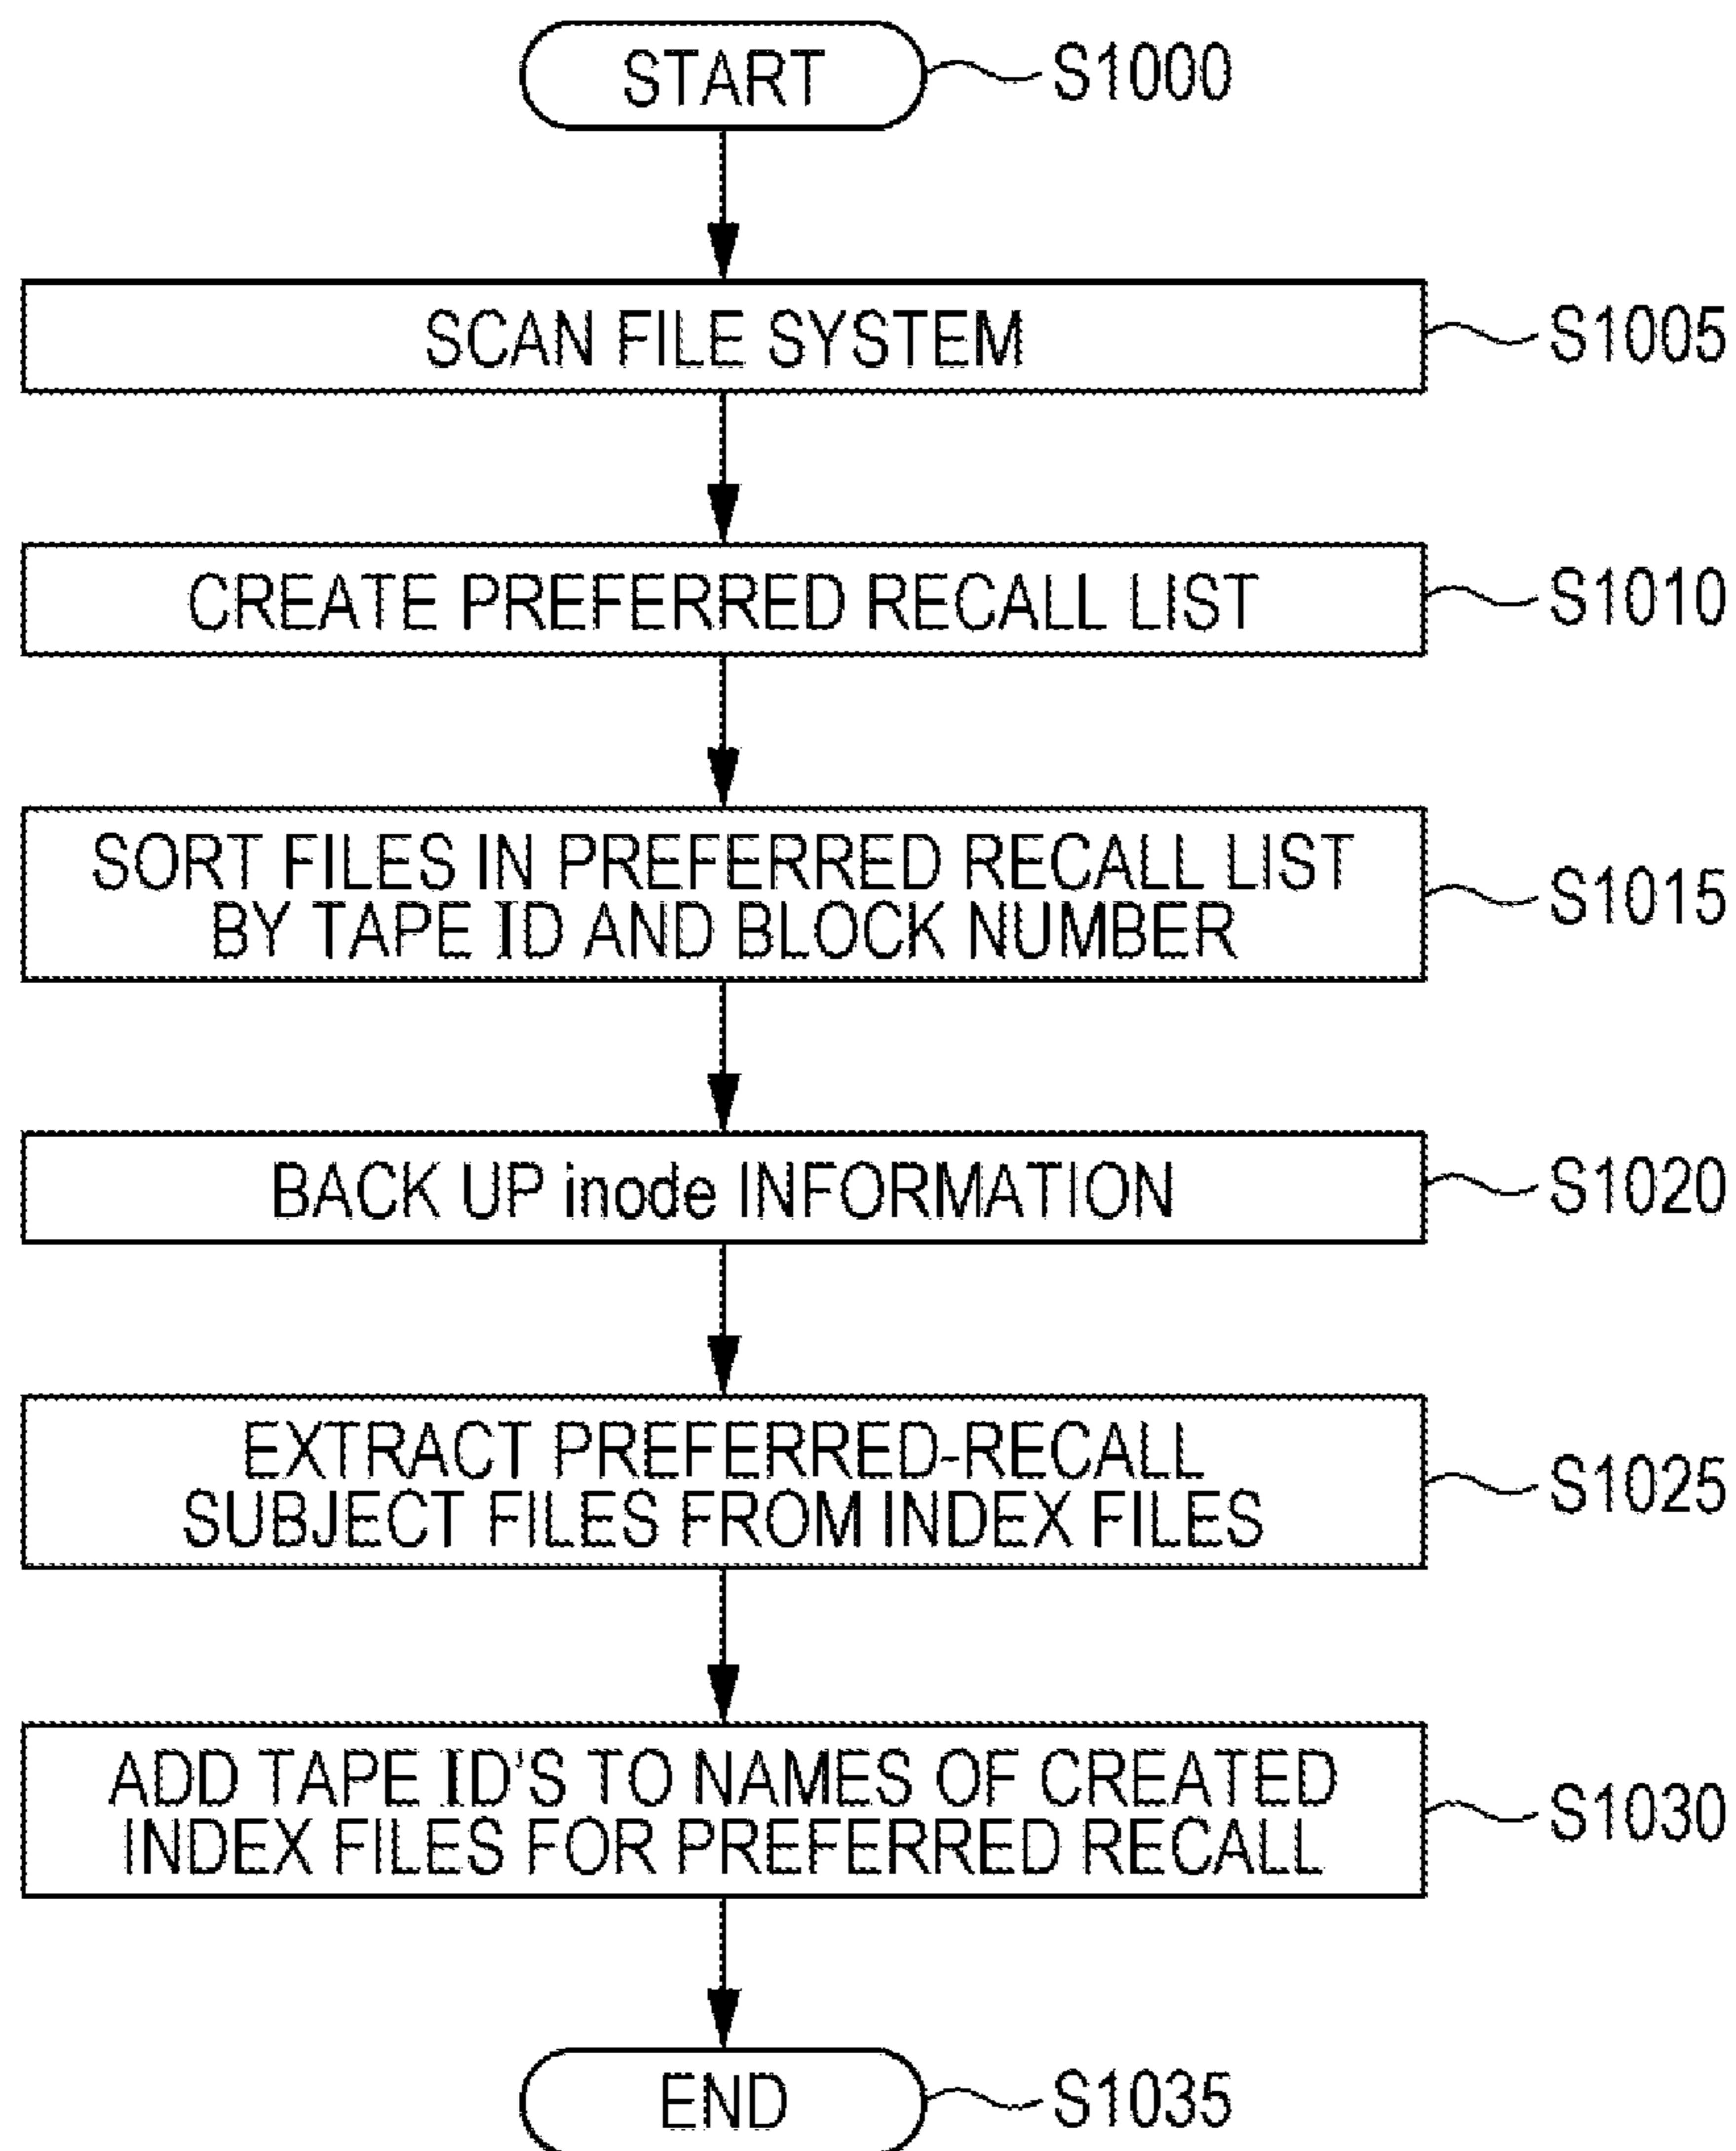 START S1000
SCAN FILE SYSTEM S1005
CREATE PREFERRED RECALL LIST S1010
SORT FILES IN PREFERRED RECALL LIST
BY TAPE ID AND BLOCK NUMBER
S1015
BACK UP inode INFORMATION S1020
EXTRACT PREFERRED-RECALL
SUBJECT FILES FROM INDEX FILES
S1025
ADD TAPE ID'S TO NAMES OF CREATED
INDEX FILES FOR PREFERRED RECALL
S1030
END S1035